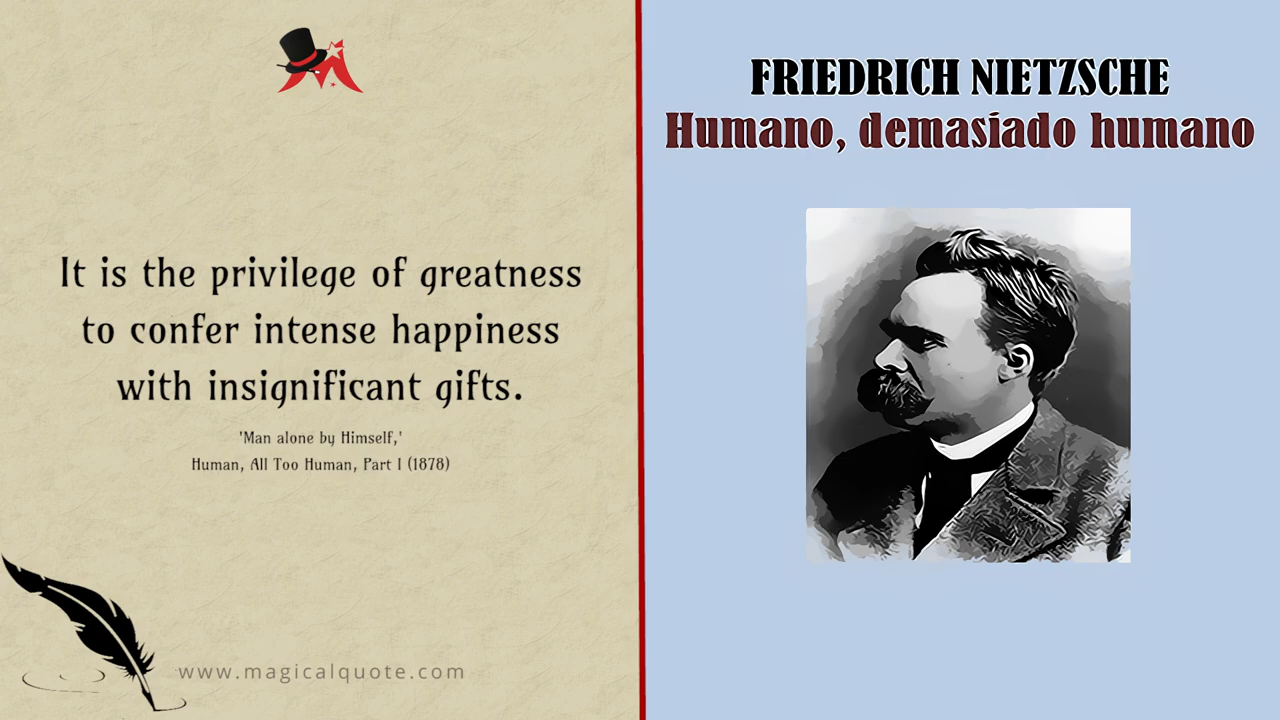 It is the privilege of greatness
to confer intense happiness
with insignificant gifts.
'Man alone by Himself,'
Human, All Too Human, Part I (1878)
www.magicalquote.com
FRIEDRICH NIETZSCHE
Humano, demasiado humano